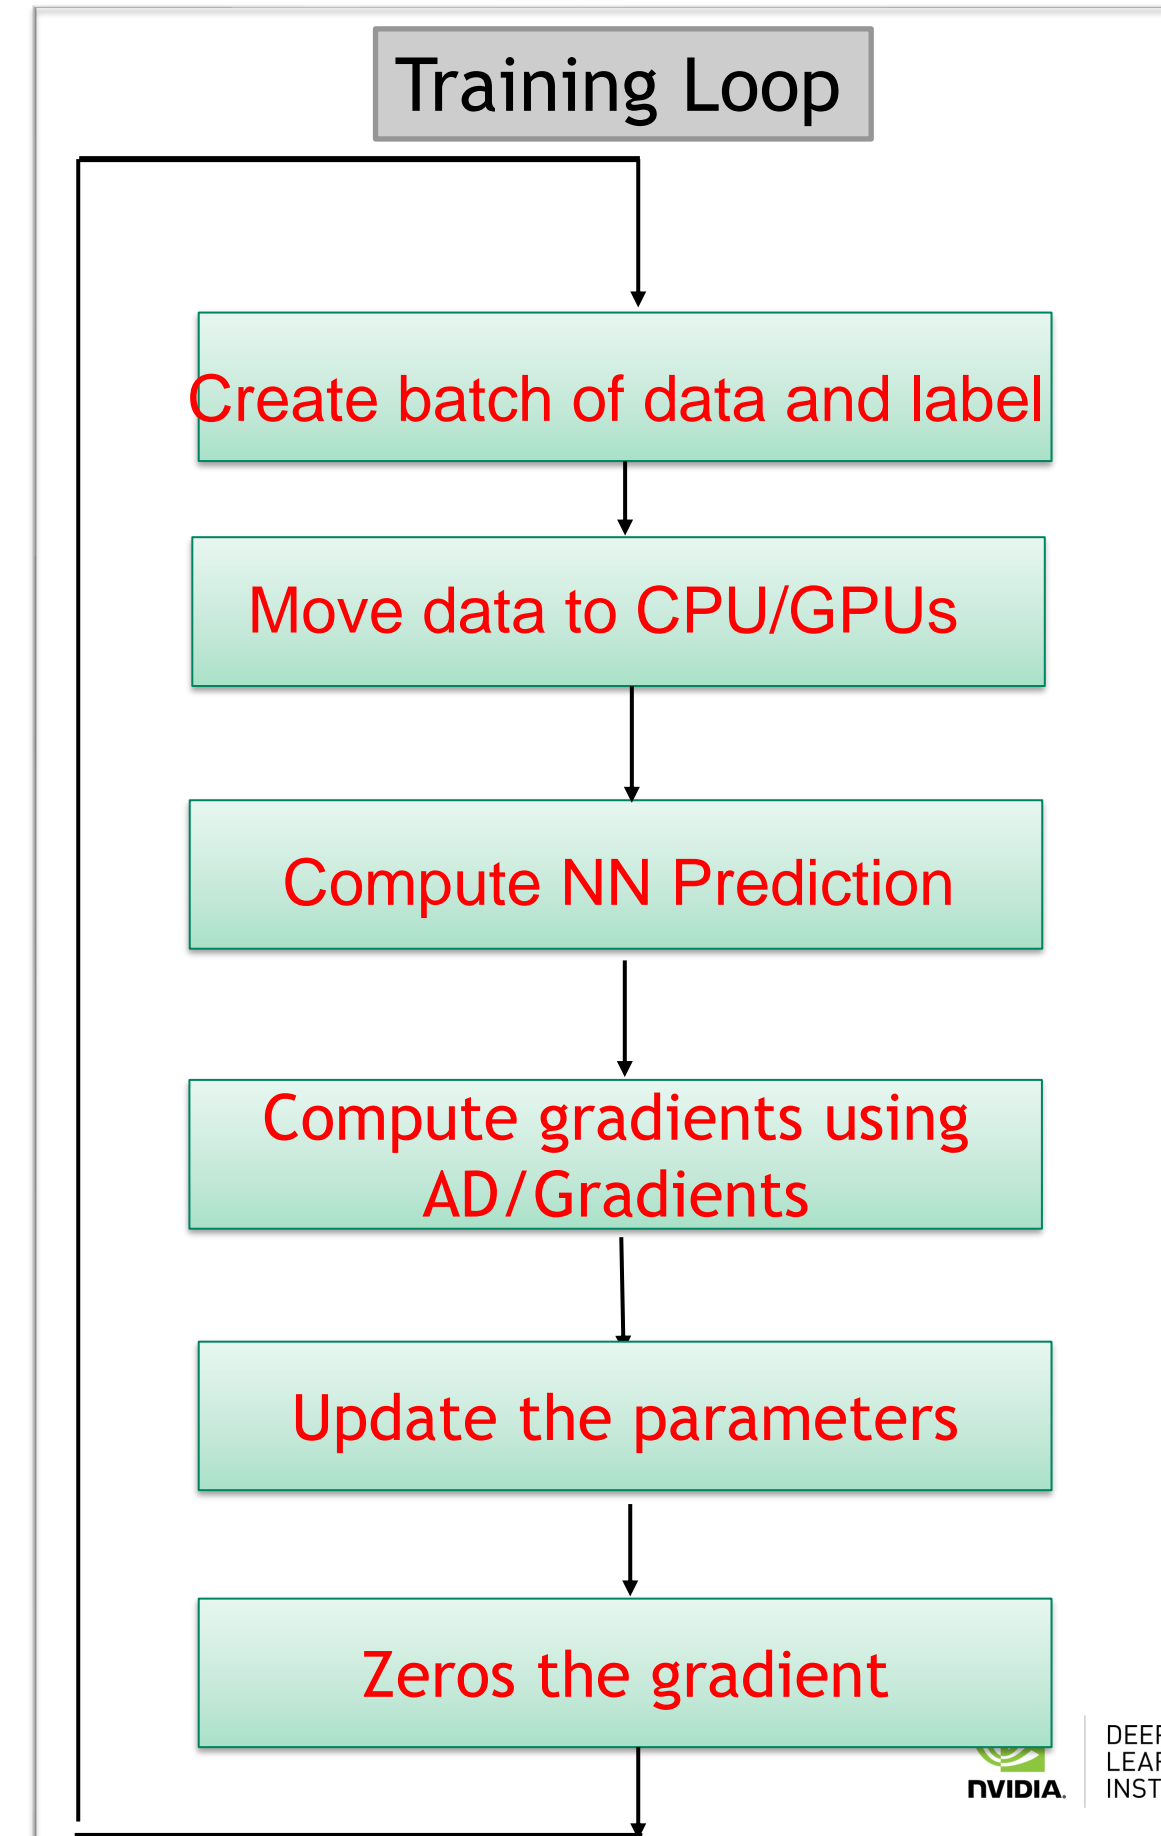 Training Loop
Create batch of data and label
Move data to CPU/GPUs
Compute NN Prediction
Compute gradients using
AD/Gradients
Update the parameters
Zeros the gradient
NVIDIA.